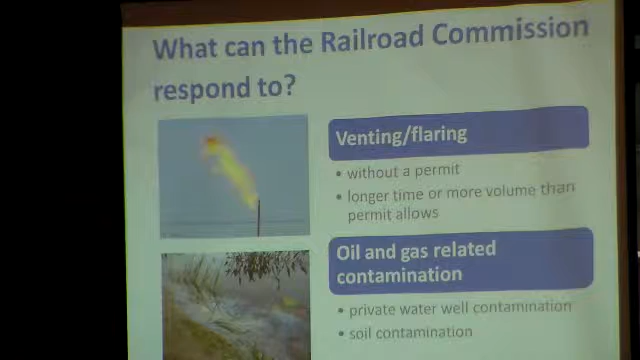 What can the Railroad Commission
respond to?
Venting/flaring
• without a permit
• longer time or more volume than
permit allows
Oil and gas related
contamination
• private water well contamination
• soil contamination